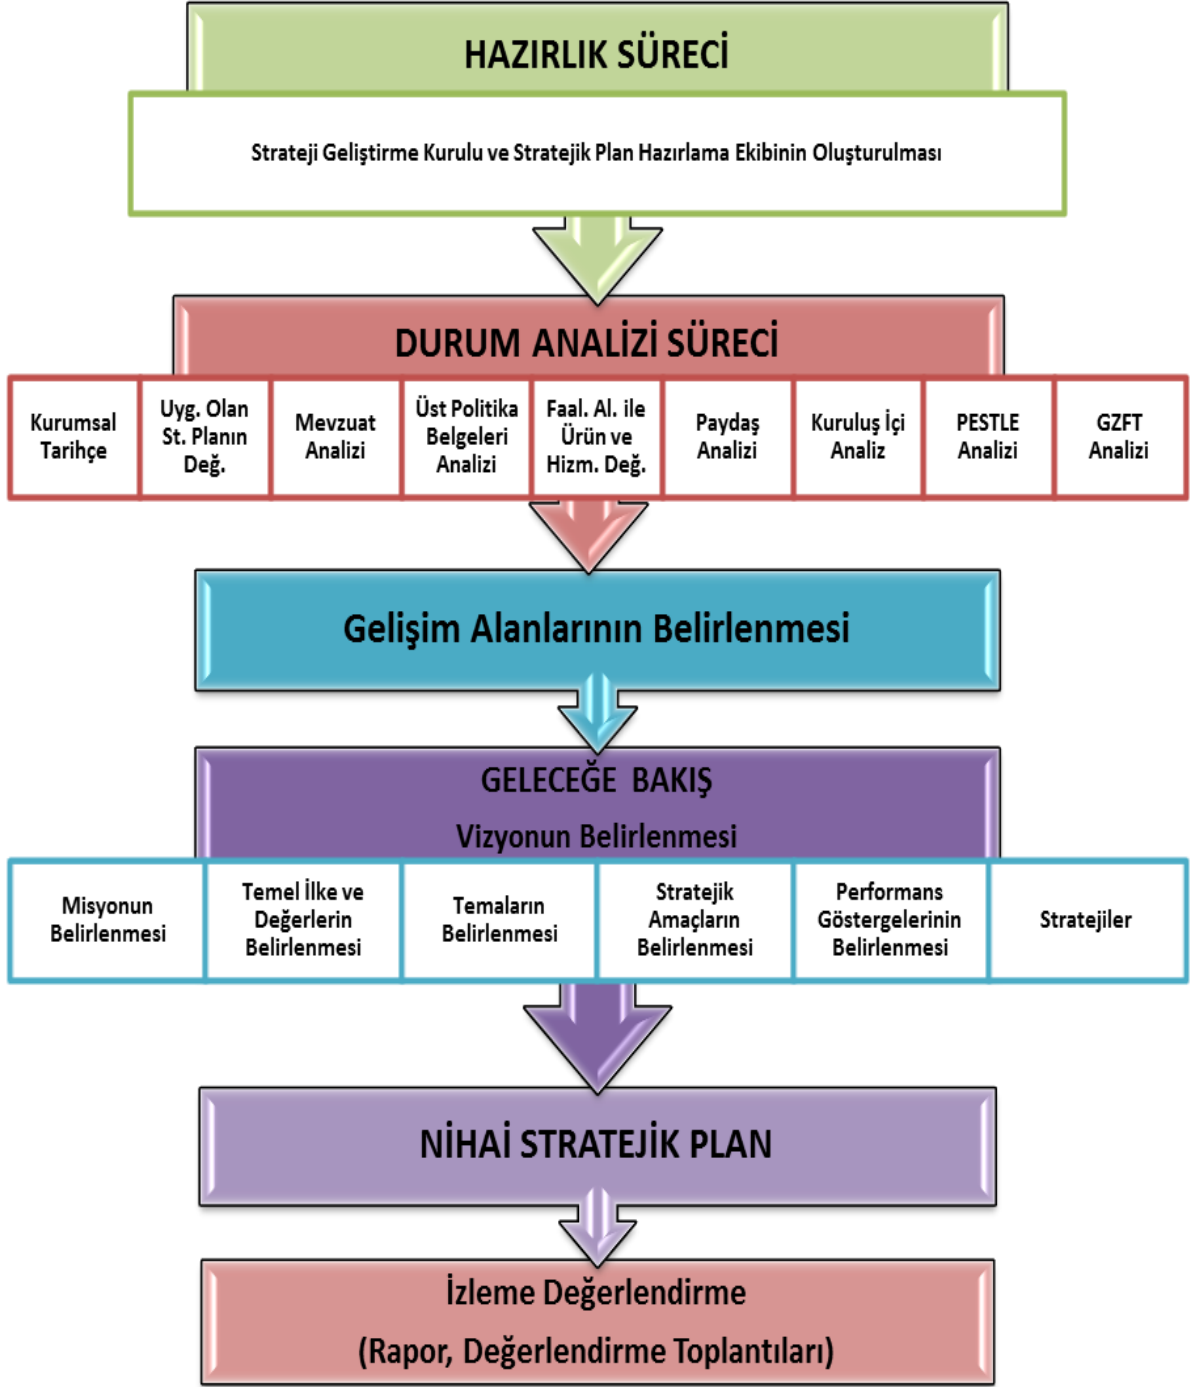 HAZIRLIK SÜRECİ
Strateji Geliştirme Kurulu ve Stratejik Plan Hazırlama Ekibinin Oluşturulması
DURUM ANALİZİ SÜRECİ
Kurumsal
Tarihçe
Uyg. Olan
St. Planın
Değ.
Mevzuat
Analizi
Üst Politika
Belgeleri
Analizi
Faal. Al. ile
Ürün ve
Hizm. Değ.
Paydaş
Analizi
Kuruluş İçi
Analiz
PESTLE
Analizi
GZFT
Analizi
Gelişim Alanlarının Belirlenmesi
GELECEĞE BAKIŞ
Vizyonun Belirlenmesi
Misyonun
Belirlenmesi
Temel İlke ve
Değerlerin
Belirlenmesi
Temaların
Belirlenmesi
Stratejik
Amaçların
Belirlenmesi
Performans
Göstergelerinin
Belirlenmesi
Stratejiler
NİHAİ STRATEJİK PLAN
İzleme Değerlendirme
(Rapor, Değerlendirme Toplantıları)